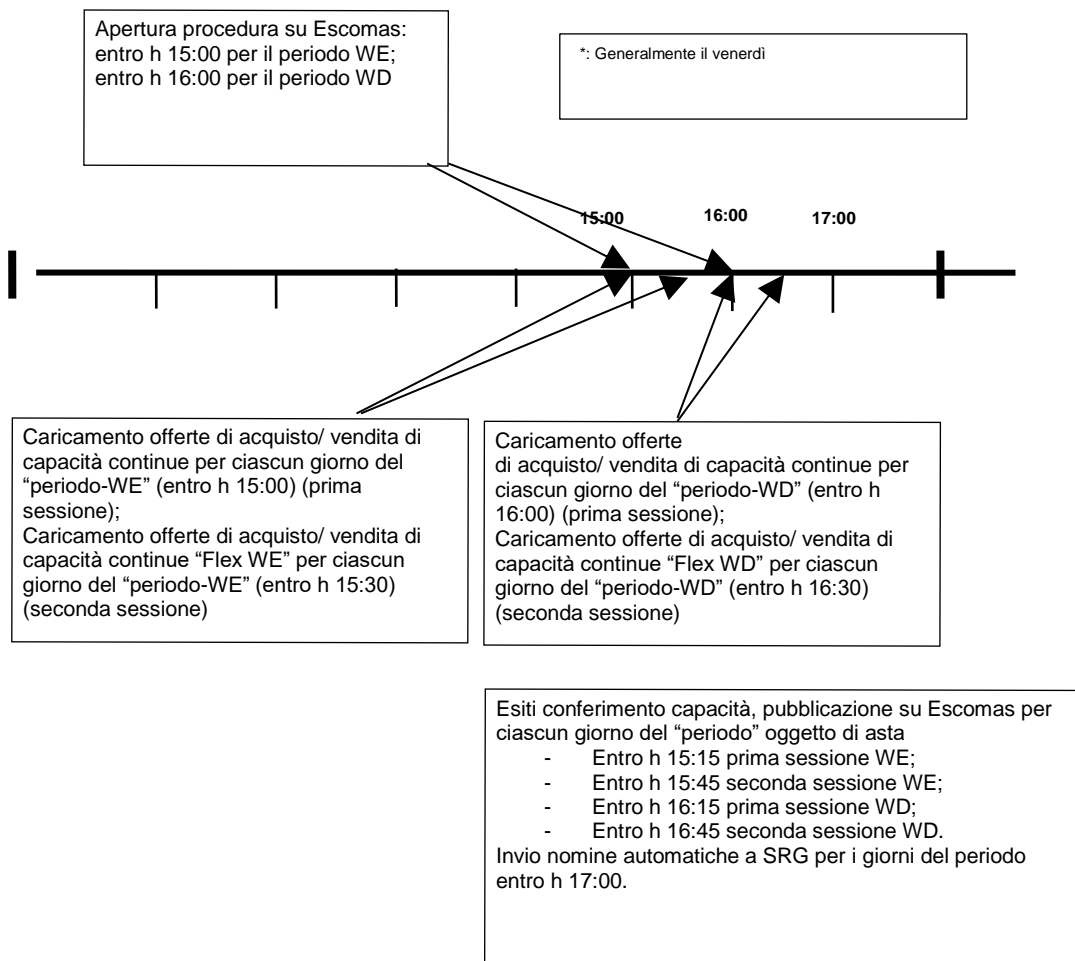 Apertura procedura su Escomas:
entro h 15:00 per il periodo WE;
entro h 16:00 per il periodo WD
*: Generalmente il venerdì
15:00
16:00
17:00
Caricamento offerte di acquisto/ vendita di
capacità continue per ciascun giorno del
“periodo-WE” (entro h 15:00) (prima
sessione);
Caricamento offerte di acquisto/ vendita di
capacità continue “Flex WE” per ciascun
giorno del “periodo-WE” (entro h 15:30)
(seconda sessione)
Caricamento offerte
di acquisto/ vendita di capacità continue per
ciascun giorno del “periodo-WD” (entro h
16:00) (prima sessione);
Caricamento offerte di acquisto/ vendita di
capacità continue “Flex WD” per ciascun
giorno del “periodo-WD” (entro h 16:30)
(seconda sessione)
Esiti conferimento capacità, pubblicazione su Escomas per
ciascun giorno del “periodo” oggetto di asta
- Entro h 15:15 prima sessione WE;
- Entro h 15:45 seconda sessione WE;
- Entro h 16:15 prima sessione WD;
- Entro h 16:45 seconda sessione WD.
Invio nomine automatiche a SRG per i giorni del periodo
entro h 17:00.